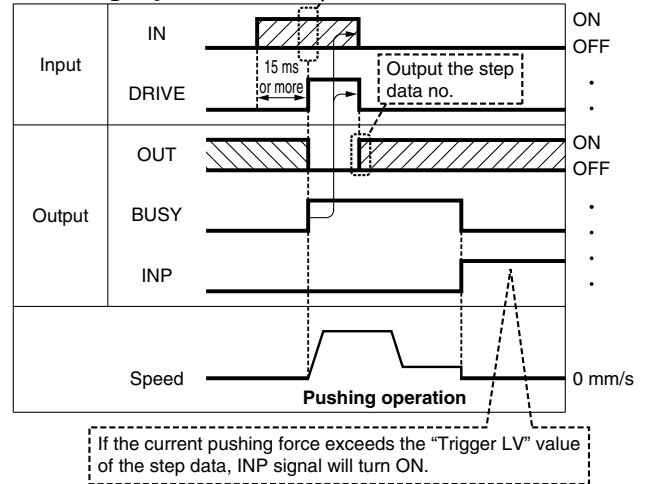 Input
IN
ON
OFF
15 ms
or more
DRIVE
Output the step
data no.
Output
OUT
ON
OFF
BUSY
INP
Speed
0 mm/s
Pushing operation
If the current pushing force exceeds the “Trigger LV” value
of the step data, INP signal will turn ON.